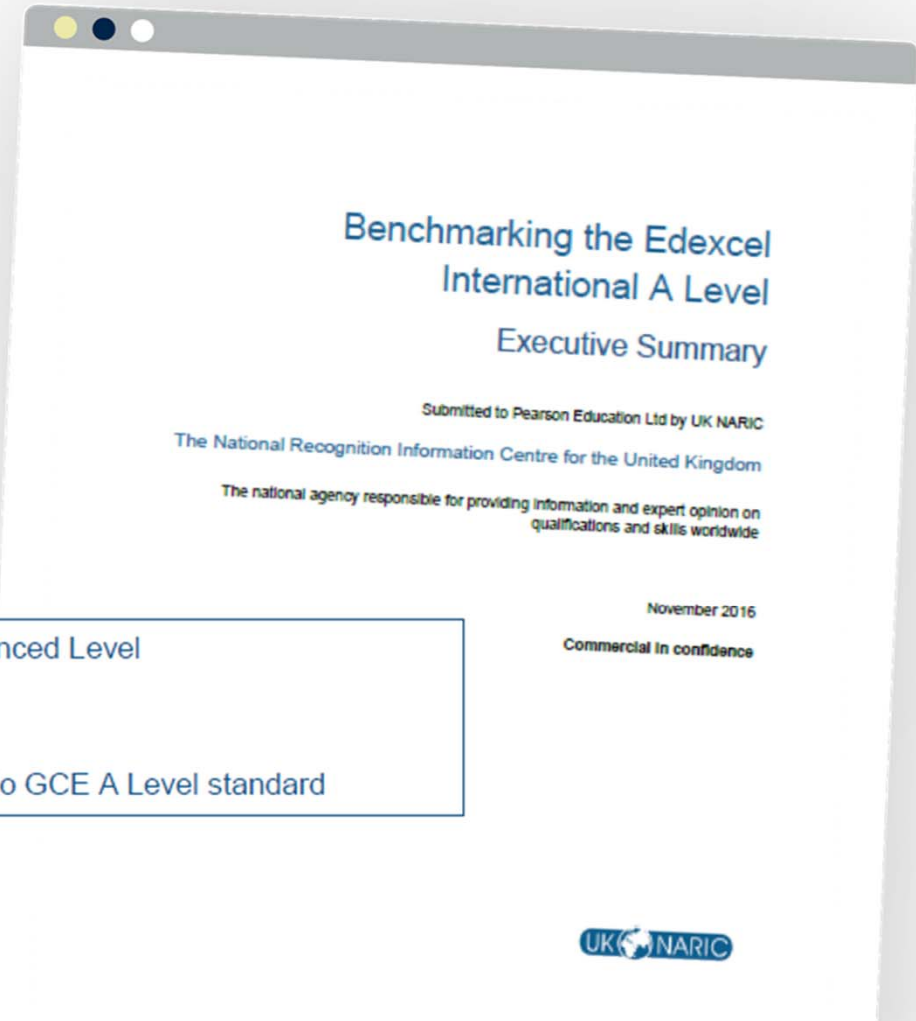 Benchmarking the Edexcel
International A Level
Executive Summary
Submitted to Pearson Education Ltd by UK NARIC
The National Recognition Information Centre for the United Kingdom
The national agency responsible for providing information and expert opinion on
qualifications and skills worldwide
November 2016
Commercial in confidence
nced Level
o GCE A Level standard
UK NARIC